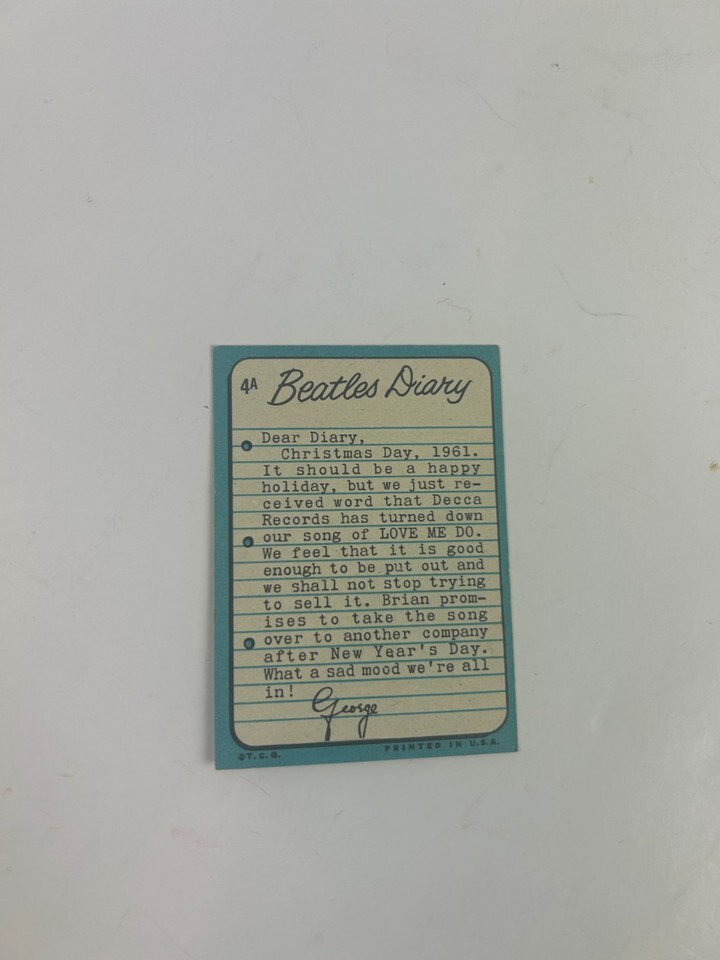 4A Beatles Diary
Dear Diary,
Christmas Day, 1961.
It should be a happy
holiday, but we just re-
ceived word that Decca
Records has turned down
our song of LOVE ME DO.
We feel that it is good
enough to be put out and
we shall not stop trying
to sell it. Brian prom-
ises to take the song
over to another company
after New Year's Day.
What a sad mood we're all
in!
George
©T.C.G. PRINTED IN U.S.A.